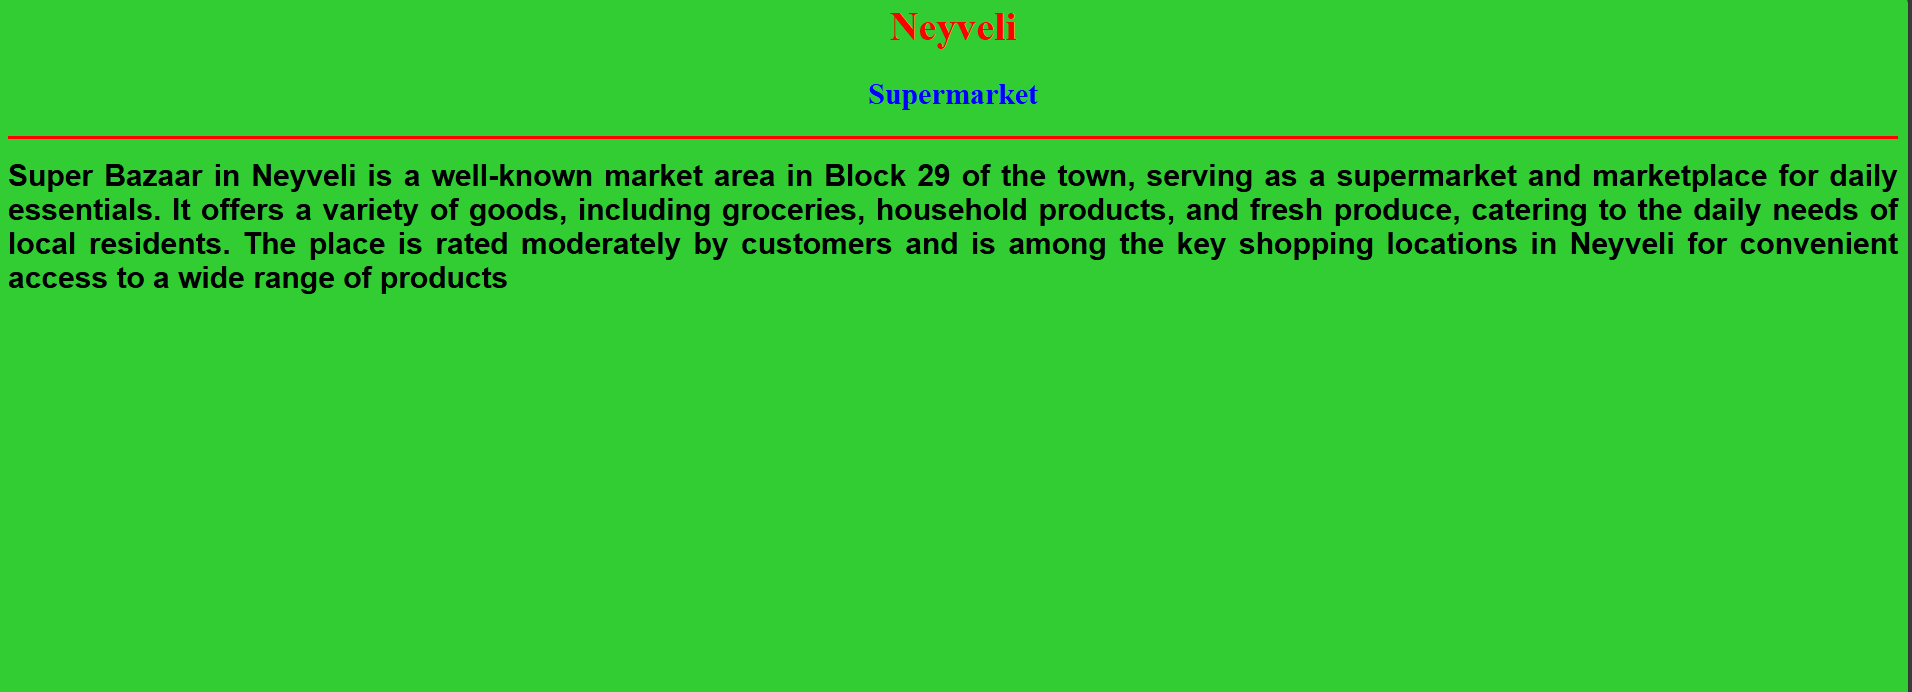 Neyveli
Supermarket
Super Bazaar in Neyveli is a well-known market area in Block 29 of the town, serving as a supermarket and marketplace for daily
essentials. It offers a variety of goods, including groceries, household products, and fresh produce, catering to the daily needs of
local residents. The place is rated moderately by customers and is among the key shopping locations in Neyveli for convenient
access to a wide range of products